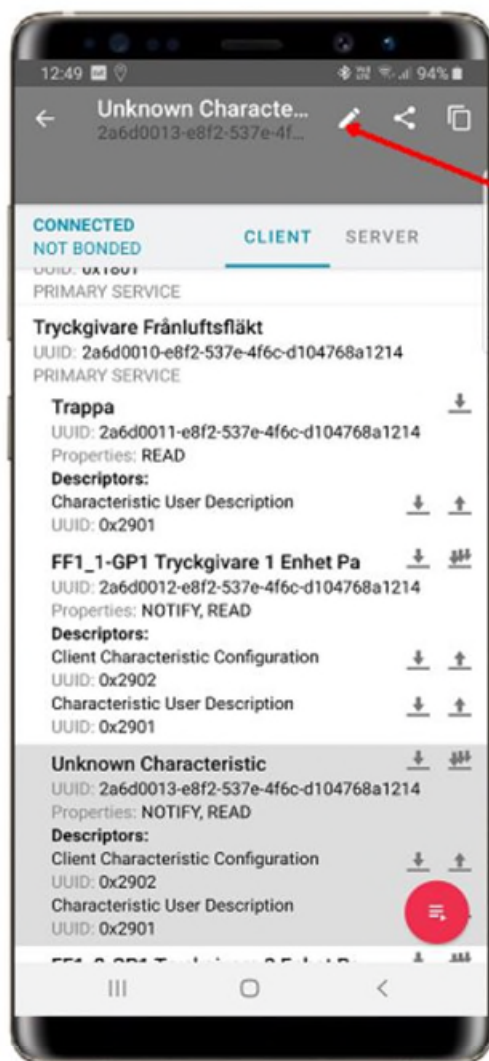 12:49 94%
Unknown Characte...
2a6d0013-e8f2-537e-4f...
CONNECTED
NOT BONDED
CLIENT SERVER
UUID: 0x1801
PRIMARY SERVICE
Tryckgivare Frånluftsfläkt
UUID: 2a6d0010-e8f2-537e-4f6c-d104768a1214
PRIMARY SERVICE
Trappa
UUID: 2a6d0011-e8f2-537e-4f6c-d104768a1214
Properties: READ
Descriptors:
Characteristic User Description
UUID: 0x2901
FF1_1-GP1 Tryckgivare 1 Enhet Pa
UUID: 2a6d0012-e8f2-537e-4f6c-d104768a1214
Properties: NOTIFY, READ
Descriptors:
Client Characteristic Configuration
UUID: 0x2902
Characteristic User Description
UUID: 0x2901
Unknown Characteristic
UUID: 2a6d0013-e8f2-537e-4f6c-d104768a1214
Properties: NOTIFY, READ
Descriptors:
Client Characteristic Configuration
UUID: 0x2902
Characteristic User Description
UUID: 0x2901